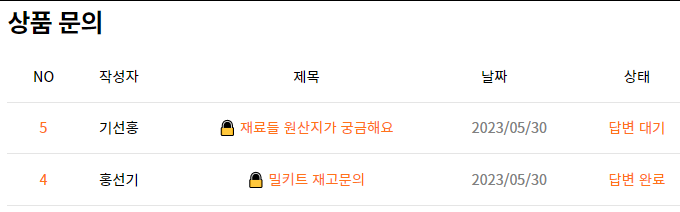 상품 문의
NO 작성자 제목 날짜 상태
5 기선홍 재료들 원산지가 궁금해요 2023/05/30 답변 대기
4 홍선기 밀키트 재고문의 2023/05/30 답변 완료